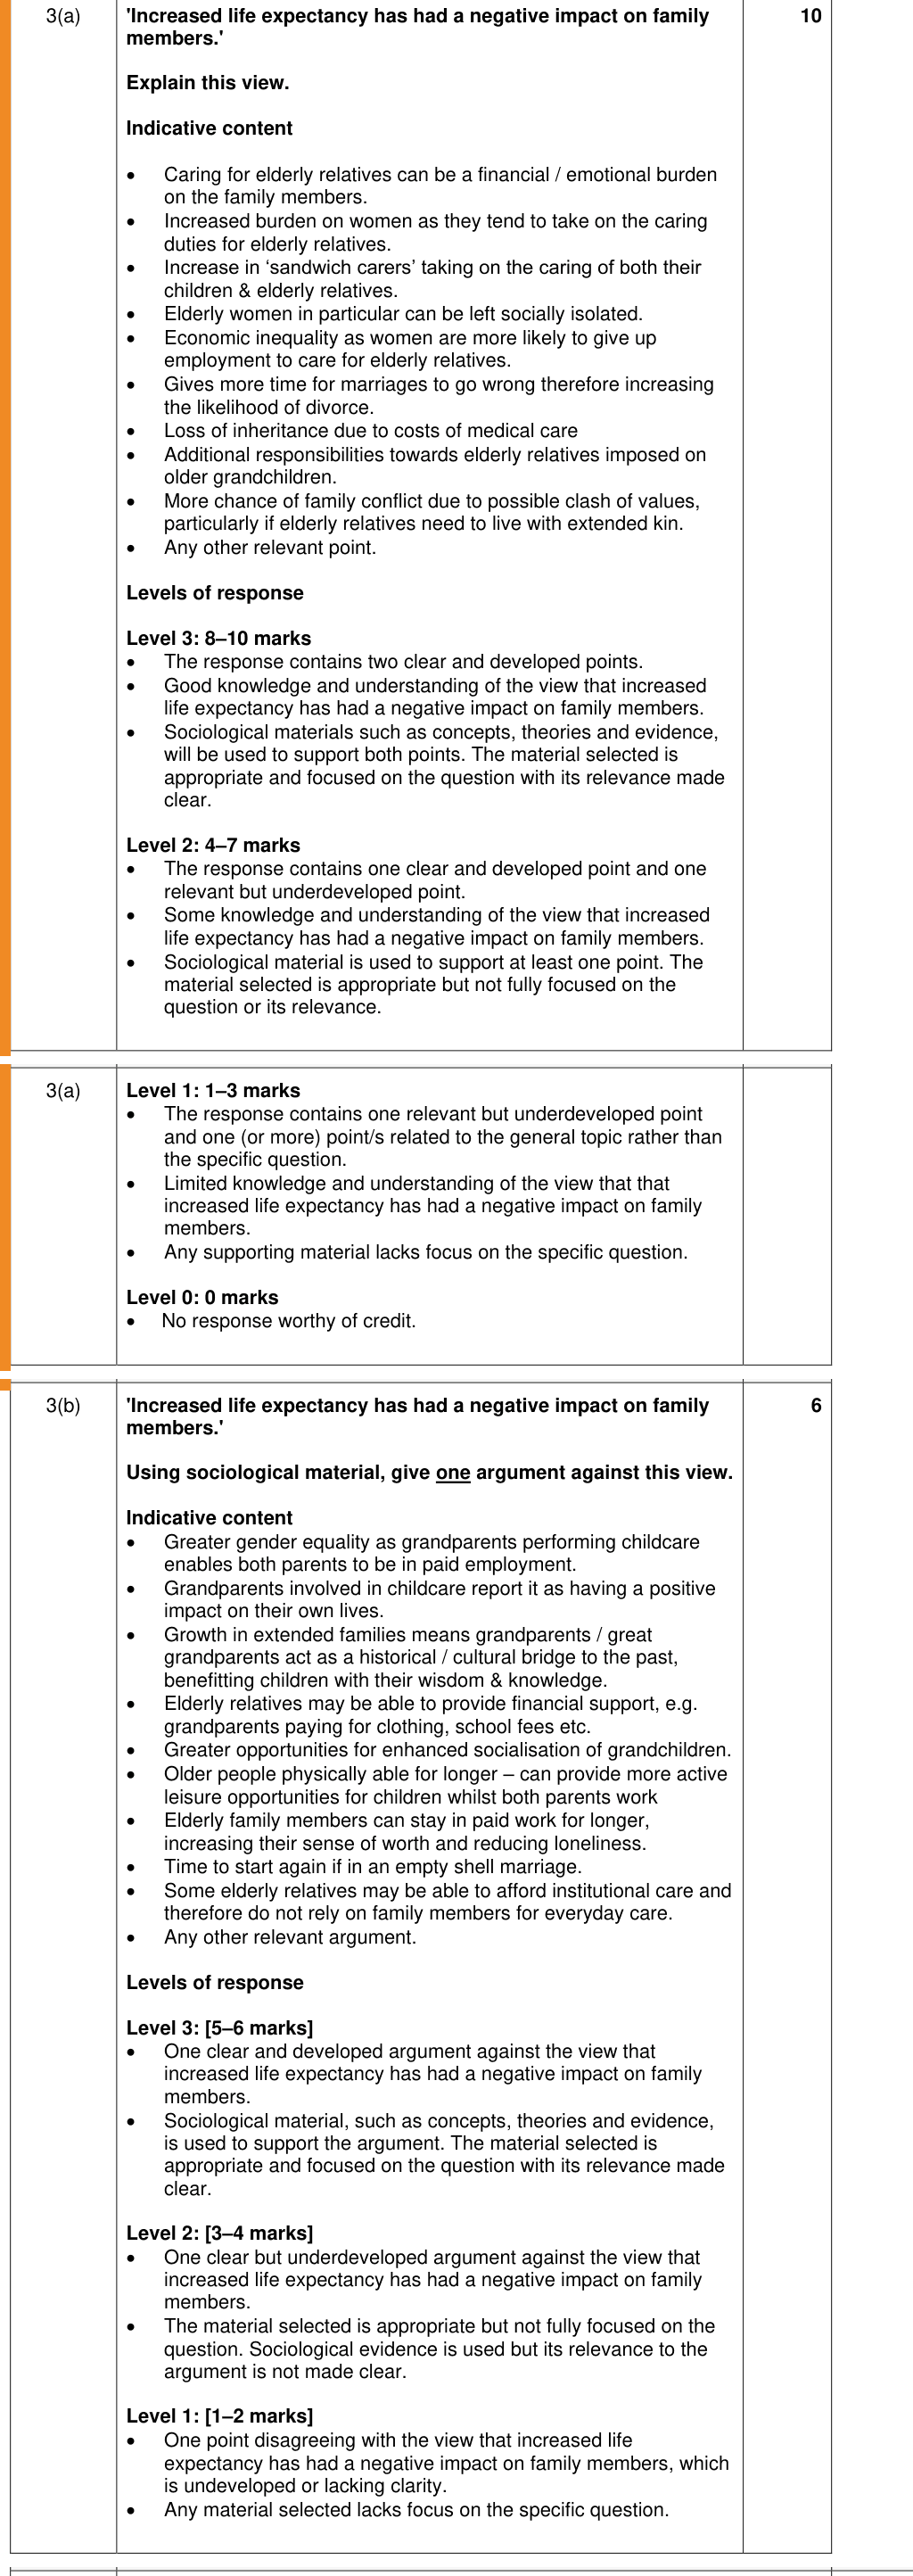 3(a)
'Increased life expectancy has had a negative impact on family
members.'
10
Explain this view.
Indicative content
• Caring for elderly relatives can be a financial / emotional burden
on the family members.
• Increased burden on women as they tend to take on the caring
duties for elderly relatives.
• Increase in ‘sandwich carers’ taking on the caring of both their
children & elderly relatives.
• Elderly women in particular can be left socially isolated.
• Economic inequality as women are more likely to give up
employment to care for elderly relatives.
• Gives more time for marriages to go wrong therefore increasing
the likelihood of divorce.
• Loss of inheritance due to costs of medical care
• Additional responsibilities towards elderly relatives imposed on
older grandchildren.
• More chance of family conflict due to possible clash of values,
particularly if elderly relatives need to live with extended kin.
• Any other relevant point.
Levels of response
Level 3: 8–10 marks
• The response contains two clear and developed points.
• Good knowledge and understanding of the view that increased
life expectancy has had a negative impact on family members.
• Sociological materials such as concepts, theories and evidence,
will be used to support both points. The material selected is
appropriate and focused on the question with its relevance made
clear.
Level 2: 4–7 marks
• The response contains one clear and developed point and one
relevant but underdeveloped point.
• Some knowledge and understanding of the view that increased
life expectancy has had a negative impact on family members.
• Sociological material is used to support at least one point. The
material selected is appropriate but not fully focused on the
question or its relevance.
3(a)
Level 1: 1–3 marks
• The response contains one relevant but underdeveloped point
and one (or more) point/s related to the general topic rather than
the specific question.
• Limited knowledge and understanding of the view that that
increased life expectancy has had a negative impact on family
members.
• Any supporting material lacks focus on the specific question.
Level 0: 0 marks
• No response worthy of credit.
3(b)
'Increased life expectancy has had a negative impact on family
members.'
6
Using sociological material, give one argument against this view.
Indicative content
• Greater gender equality as grandparents performing childcare
enables both parents to be in paid employment.
• Grandparents involved in childcare report it as having a positive
impact on their own lives.
• Growth in extended families means grandparents / great
grandparents act as a historical / cultural bridge to the past,
benefitting children with their wisdom & knowledge.
• Elderly relatives may be able to provide financial support, e.g.
grandparents paying for clothing, school fees etc.
• Greater opportunities for enhanced socialisation of grandchildren.
• Older people physically able for longer – can provide more active
leisure opportunities for children whilst both parents work
• Elderly family members can stay in paid work for longer,
increasing their sense of worth and reducing loneliness.
• Time to start again if in an empty shell marriage.
• Some elderly relatives may be able to afford institutional care and
therefore do not rely on family members for everyday care.
• Any other relevant argument.
Levels of response
Level 3: [5–6 marks]
• One clear and developed argument against the view that
increased life expectancy has had a negative impact on family
members.
• Sociological material, such as concepts, theories and evidence,
is used to support the argument. The material selected is
appropriate and focused on the question with its relevance made
clear.
Level 2: [3–4 marks]
• One clear but underdeveloped argument against the view that
increased life expectancy has had a negative impact on family
members.
• The material selected is appropriate but not fully focused on the
question. Sociological evidence is used but its relevance to the
argument is not made clear.
Level 1: [1–2 marks]
• One point disagreeing with the view that increased life
expectancy has had a negative impact on family members, which
is undeveloped or lacking clarity.
• Any material selected lacks focus on the specific question.